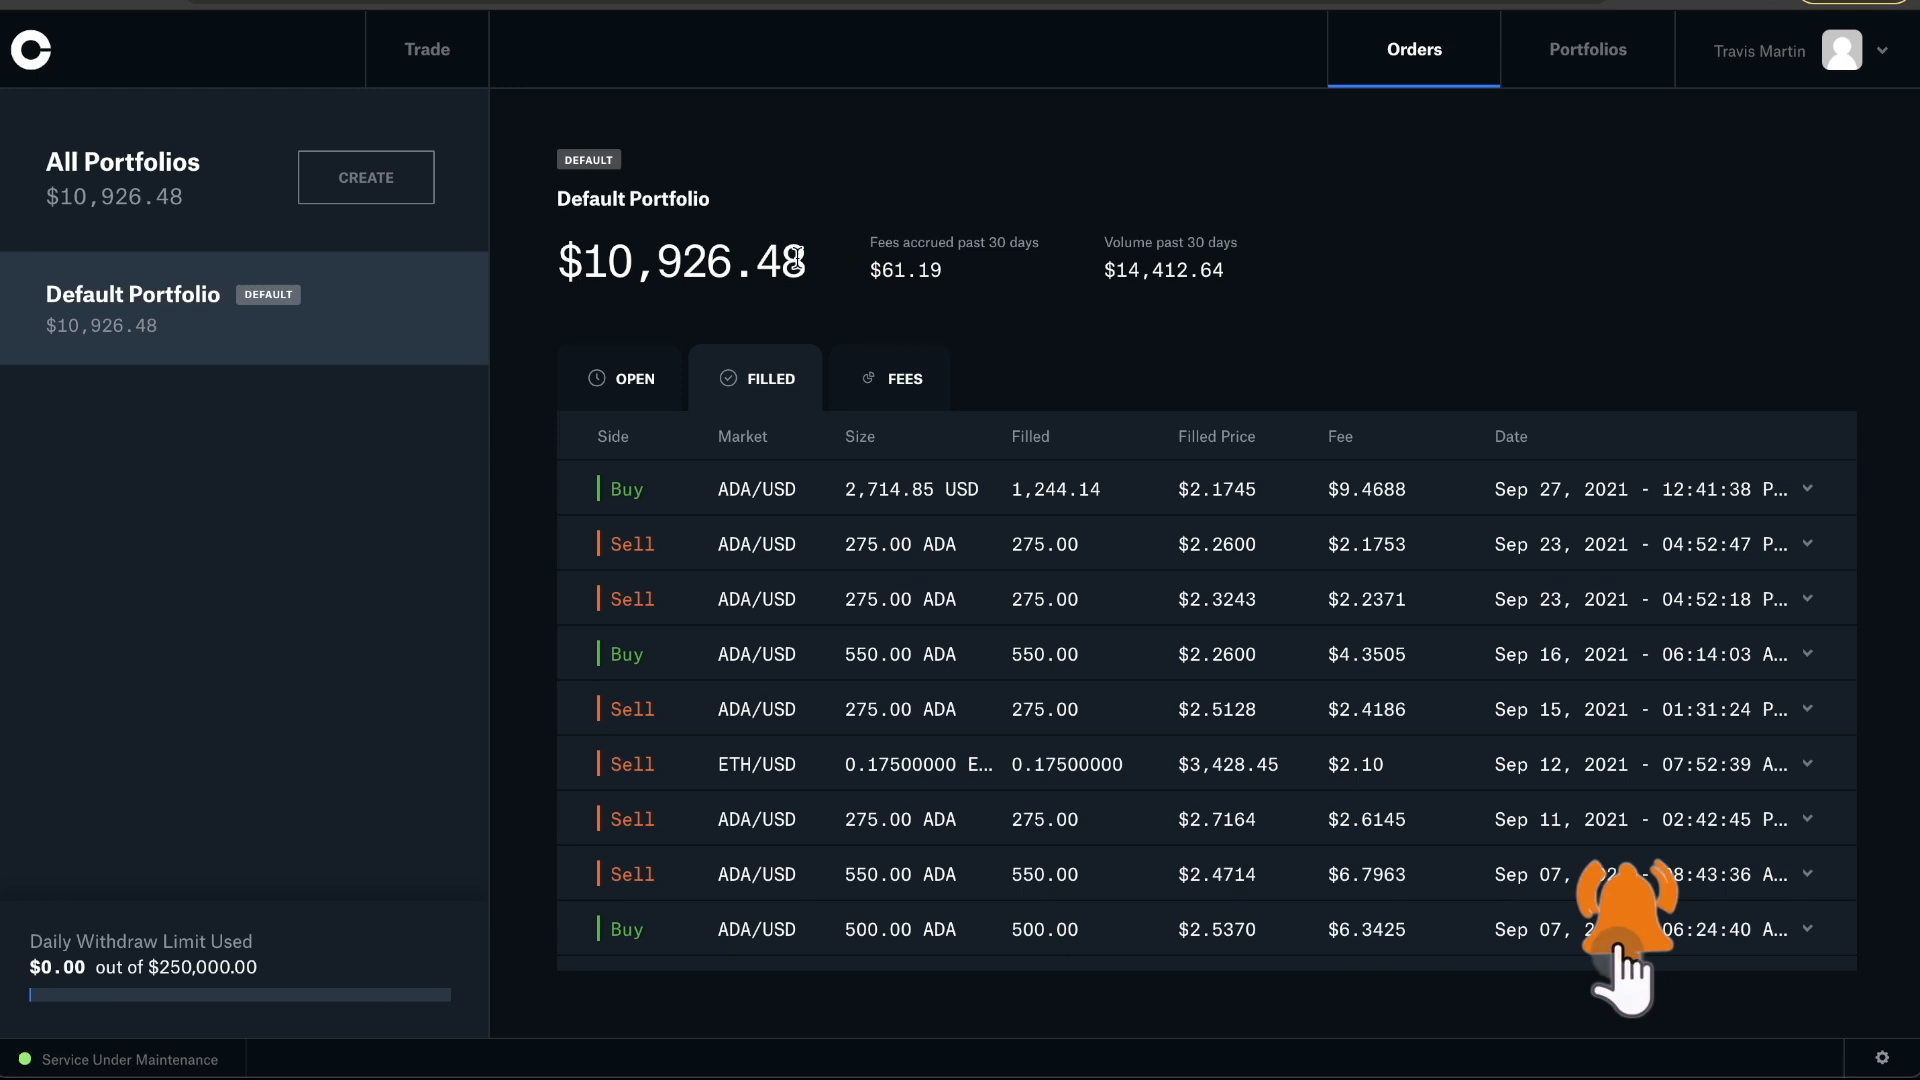 Trade
Orders
Portfolios
Travis Martin
All Portfolios
$10,926.48
CREATE
Default Portfolio DEFAULT
$10,926.48
DEFAULT
Default Portfolio
$10,926.48
Fees accrued past 30 days
$61.19
Volume past 30 days
$14,412.64
OPEN FILLED FEES
Side Market Size Filled Filled Price Fee Date
Buy ADA/USD 2,714.85 USD 1,244.14 $2.1745 $9.4688 Sep 27, 2021 - 12:41:38 P...
Sell ADA/USD 275.00 ADA 275.00 $2.2600 $2.1753 Sep 23, 2021 - 04:52:47 P...
Sell ADA/USD 275.00 ADA 275.00 $2.3243 $2.2371 Sep 23, 2021 - 04:52:18 P...
Buy ADA/USD 550.00 ADA 550.00 $2.2600 $4.3505 Sep 16, 2021 - 06:14:03 A...
Sell ADA/USD 275.00 ADA 275.00 $2.5128 $2.4186 Sep 15, 2021 - 01:31:24 P...
Sell ETH/USD 0.17500000 E... 0.17500000 $3,428.45 $2.10 Sep 12, 2021 - 07:52:39 A...
Sell ADA/USD 275.00 ADA 275.00 $2.7164 $2.6145 Sep 11, 2021 - 02:42:45 P...
Sell ADA/USD 550.00 ADA 550.00 $2.4714 $6.7963 Sep 07, 8:43:36 A...
Buy ADA/USD 500.00 ADA 500.00 $2.5370 $6.3425 Sep 07, 06:24:40 A...
Daily Withdraw Limit Used
$0.00 out of $250,000.00
Service Under Maintenance